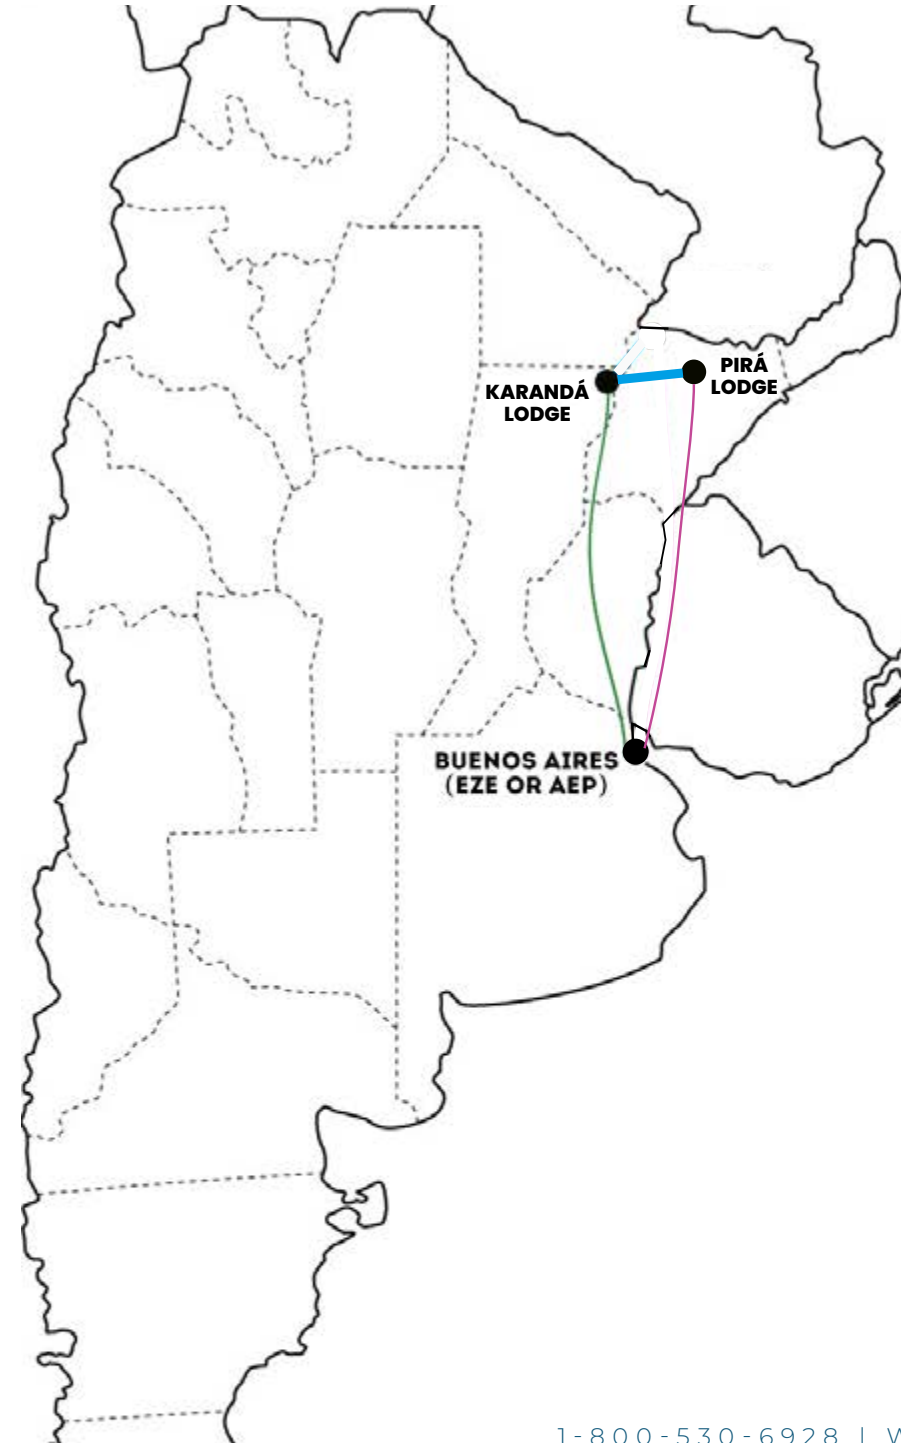 PIRÁ
LODGE
KARANDÁ
LODGE
BUENOS AIRES
(EZE OR AEP)
1-800-530-6928 | W